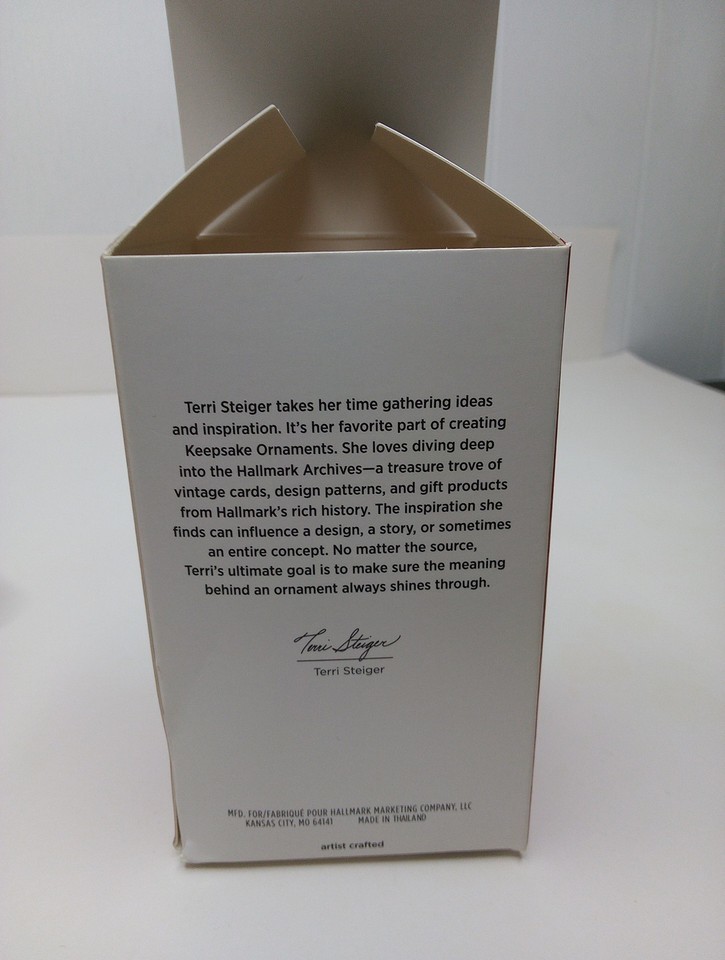 Terri Steiger takes her time gathering ideas
and inspiration. It’s her favorite part of creating
Keepsake Ornaments. She loves diving deep
into the Hallmark Archives—a treasure trove of
vintage cards, design patterns, and gift products
from Hallmark’s rich history. The inspiration she
finds can influence a design, a story, or sometimes
an entire concept. No matter the source,
Terri’s ultimate goal is to make sure the meaning
behind an ornament always shines through.
Terri Steiger
Terri Steiger
MFD. FOR/FABRIQUÉ POUR HALLMARK MARKETING COMPANY, LLC
KANSAS CITY, MO 64141 MADE IN THAILAND
artist crafted